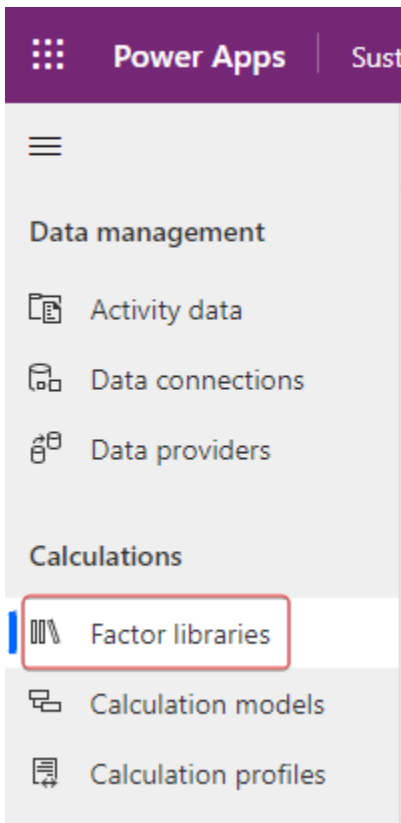 Power Apps Sust
Data management
Activity data
Data connections
Data providers
Calculations
Factor libraries
Calculation models
Calculation profiles